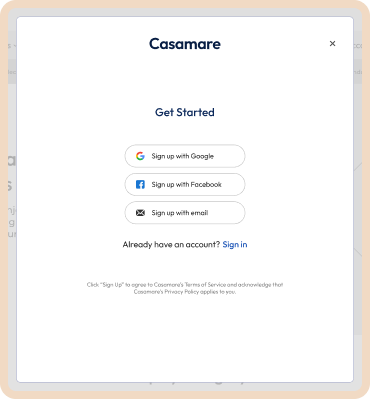 Casamare
Get Started
Sign up with Google
Sign up with Facebook
Sign up with email
Already have an account? Sign in
Click “Sign Up” to agree to Casamare's Terms of Service and acknowledge that
Casamare's Privacy Policy applies to you.